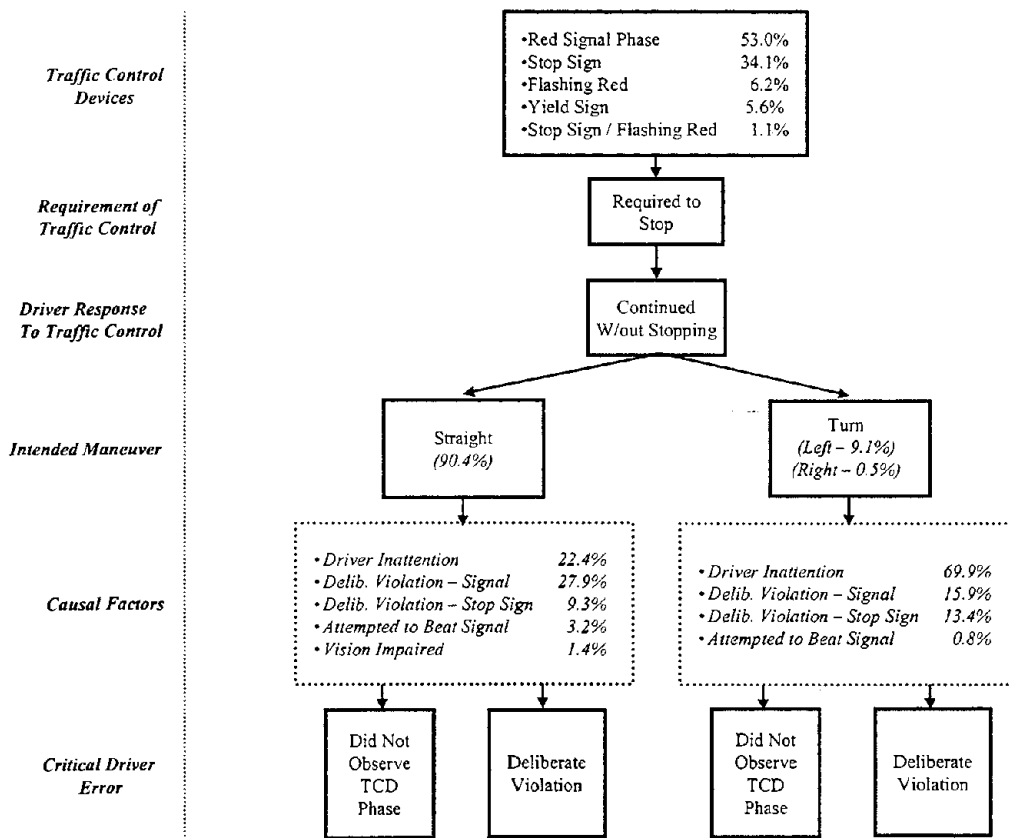 Traffic Control
Devices
•Red Signal Phase 53.0%
•Stop Sign 34.1%
•Flashing Red 6.2%
•Yield Sign 5.6%
•Stop Sign / Flashing Red 1.1%
Requirement of
Traffic Control
Required to
Stop
Driver Response
To Traffic Control
Continued
W/out Stopping
Intended Maneuver
Straight
(90.4%)
Turn
(Left – 9.1%)
(Right – 0.5%)
Causal Factors
•Driver Inattention 22.4%
•Delib. Violation – Signal 27.9%
•Delib. Violation – Stop Sign 9.3%
•Attempted to Beat Signal 3.2%
•Vision Impaired 1.4%
•Driver Inattention 69.9%
•Delib. Violation – Signal 15.9%
•Delib. Violation – Stop Sign 13.4%
•Attempted to Beat Signal 0.8%
Critical Driver
Error
Did Not
Observe
TCD
Phase
Deliberate
Violation
Did Not
Observe
TCD
Phase
Deliberate
Violation